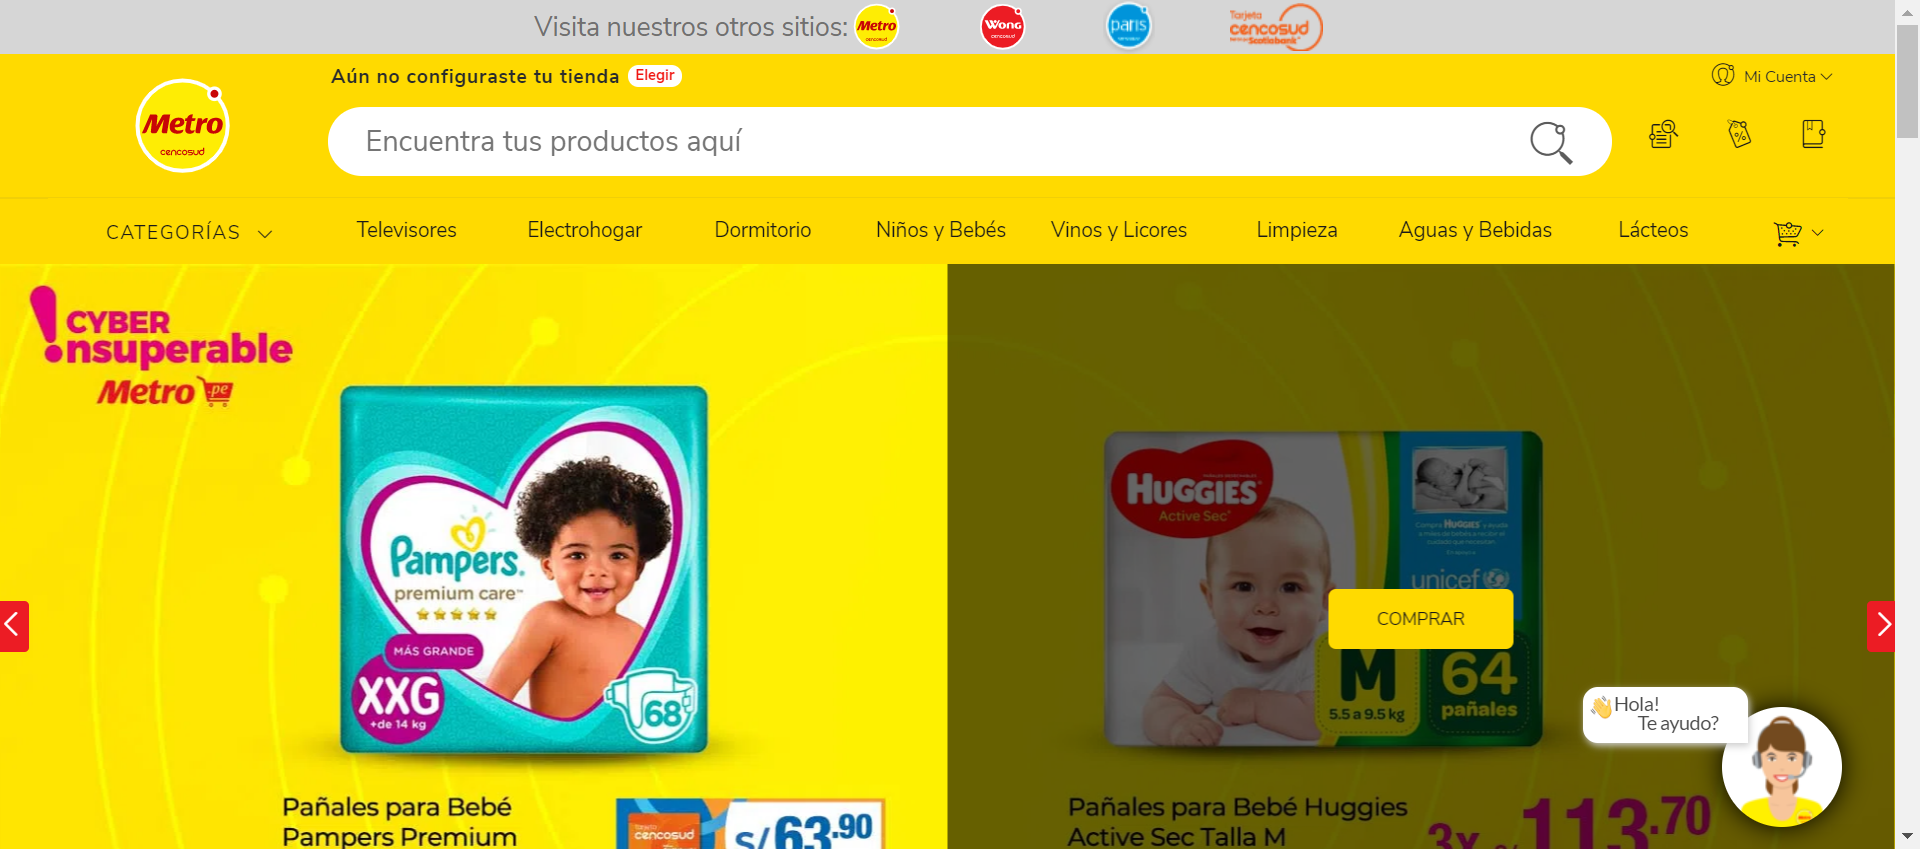 Visita nuestros otros sitios:
Metro
cencosud
Wong
cencosud
paris
Tarjeta
cencosud
Scotiabank
Aún no configuraste tu tienda
Elegir
Mi Cuenta
Metro
cencosud
Encuentra tus productos aquí
CATEGORÍAS
Televisores
Electrohogar
Dormitorio
Niños y Bebés
Vinos y Licores
Limpieza
Aguas y Bebidas
Lácteos
CYBER
nsuperable
Metro .pe
Pampers.
premium care™
MÁS GRANDE
XXG
+de 14 kg
68
Pañales para Bebé
Pampers Premium
Tarjeta
cencosud
S/63.90
HUGGIES
Active Sec
unicef
COMPRAR
M
5.5 a 9.5 kg
64
pañales
Pañales para Bebé Huggies
Active Sec Talla M
3x S/113.70
Hola!
Te ayudo?